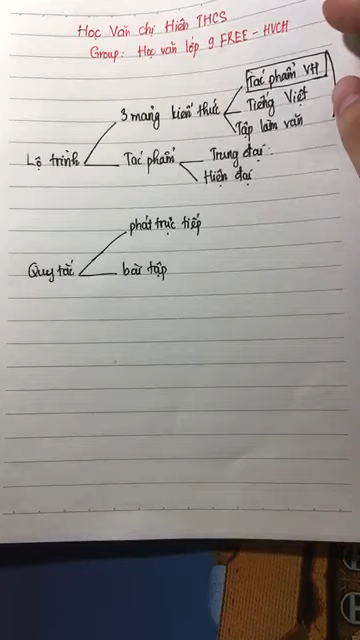 Học Văn chị Hiên THCS
Group: Học văn lớp 9 FREE - HVCH
Tác phẩm VH
3 mảng kiến thức
Tiếng Việt
Tập làm văn
Lộ trình
Tác phẩm
Trung đại
Hiện đại
phát trực tiếp
Quy tắc
bài tập